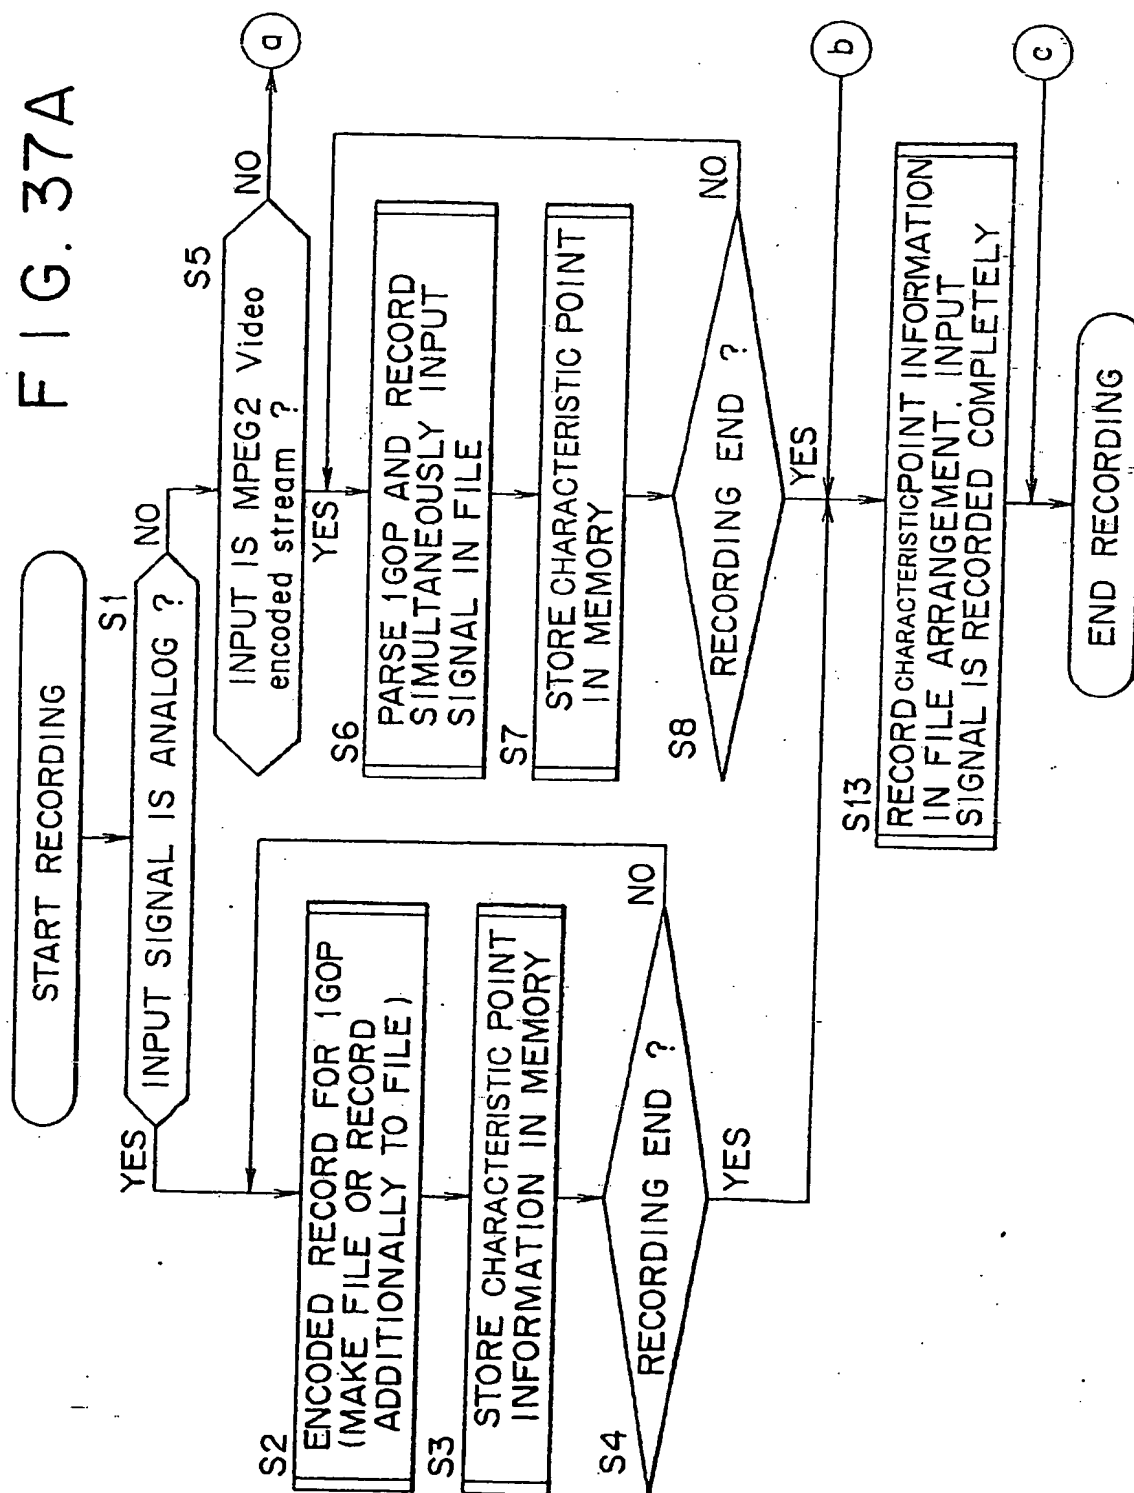 FIG. 37A
START RECORDING
S1
INPUT SIGNAL IS ANALOG ?
YES
NO
S2
ENCODED RECORD FOR 1GOP
(MAKE FILE OR RECORD
ADDITIONALLY TO FILE)
S3
STORE CHARACTERISTIC POINT
INFORMATION IN MEMORY
S4
RECORDING END ?
NO
YES
S5
INPUT IS MPEG2 Video
encoded stream ?
NO
a
YES
S6
PARSE 1GOP AND RECORD
SIMULTANEOUSLY INPUT
SIGNAL IN FILE
S7
STORE CHARACTERISTIC POINT
IN MEMORY
S8
RECORDING END ?
NO
YES
b
S13
RECORD CHARACTERISTIC POINT INFORMATION
IN FILE ARRANGEMENT. INPUT
SIGNAL IS RECORDED COMPLETELY
c
END RECORDING